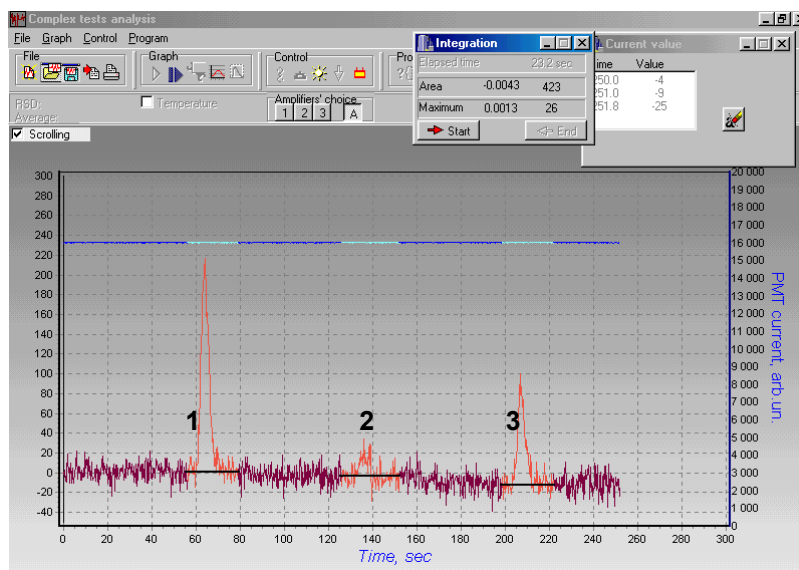 Complex tests analysis
File Graph Control Program
File
Graph
Control
Pro
RSD:
Average:
Temperature
Amplifiers' choice
1 2 3 A
Scrolling
Integration
Elapsed time 23.2 sec
Area -0.0043 423
Maximum 0.0013 26
Start
End
Current value
ime Value
250.0 -4
251.0 -9
251.8 -25
300
280
260
240
220
200
180
160
140
120
100
80
60
40
20
0
-20
-40
1
2
3
20 000
19 000
18 000
17 000
16 000
15 000
14 000
13 000
12 000
11 000
10 000
9 000
8 000
7 000
6 000
5 000
4 000
3 000
2 000
1 000
0
PMT current, arb.un.
0 20 40 60 80 100 120 140 160 180 200 220 240 260 280 300
Time, sec